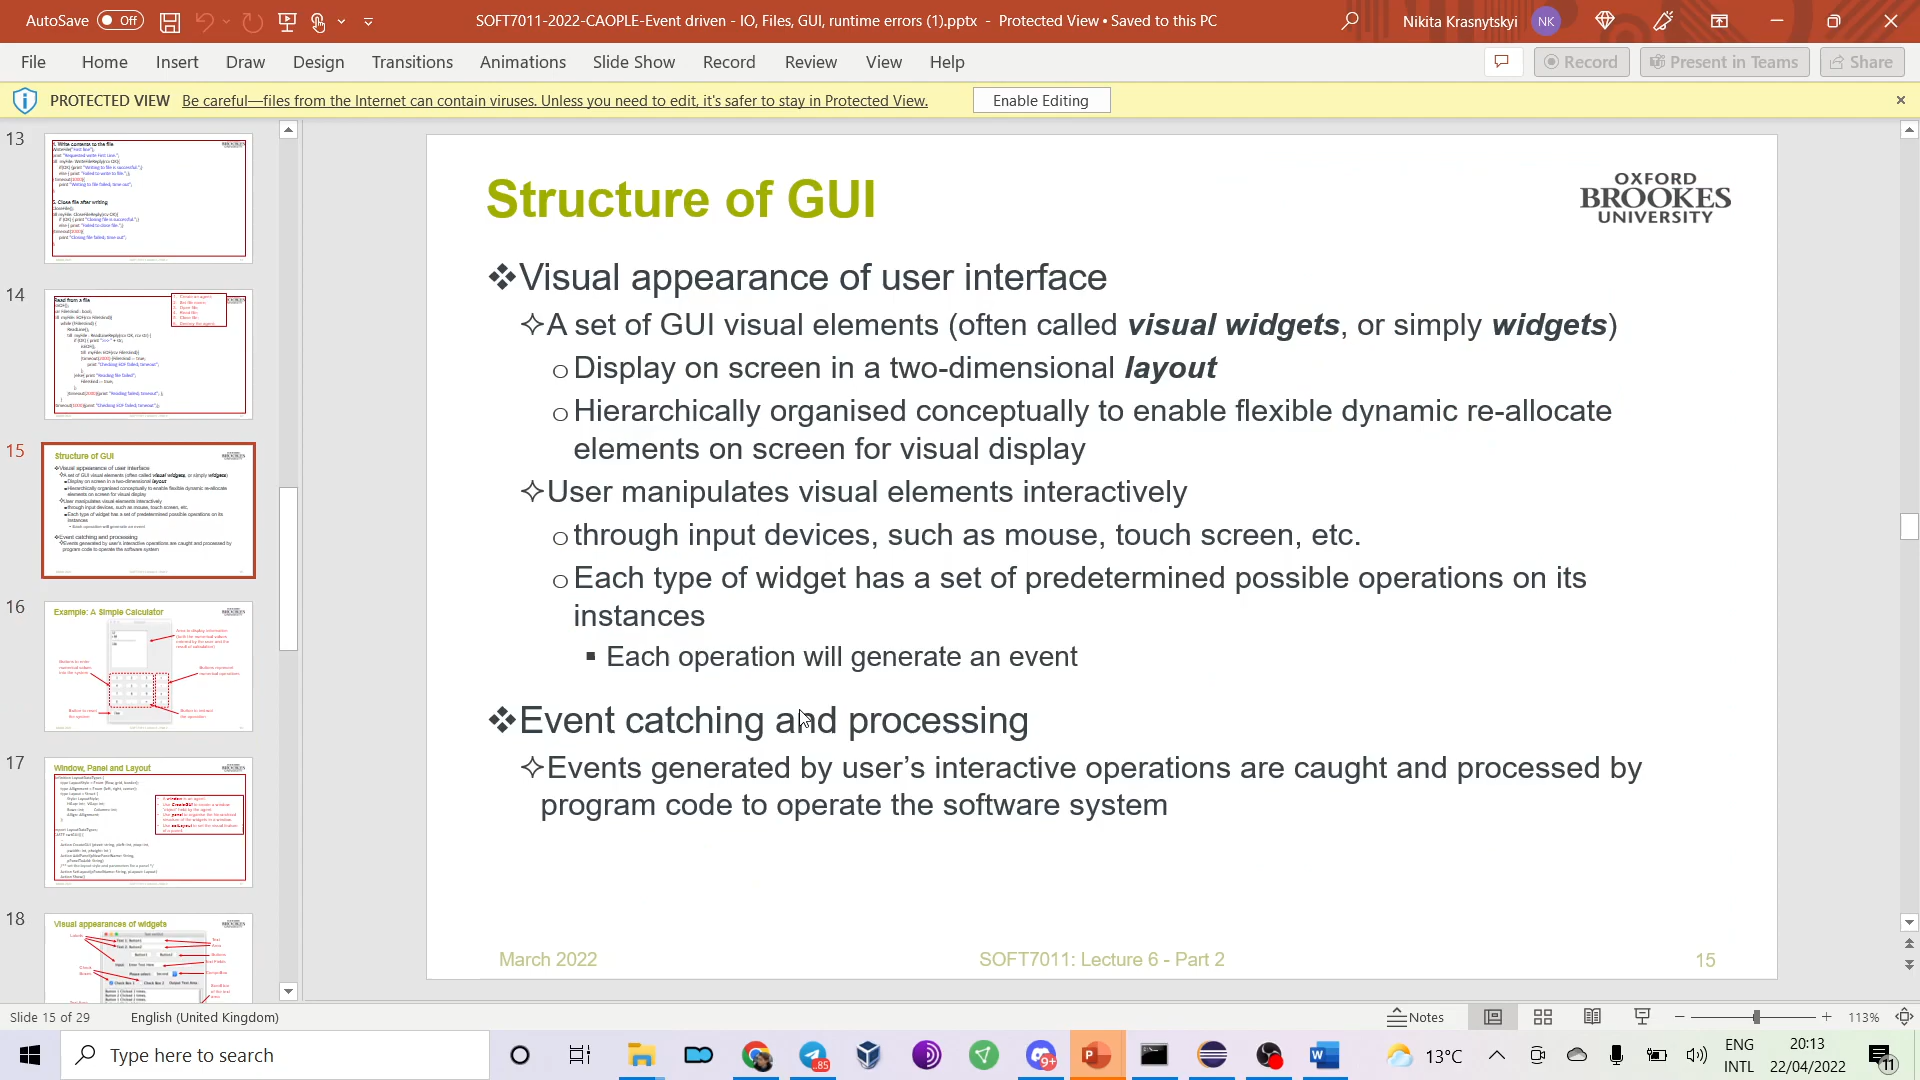 AutoSave Off
SOFT7011-2022-CAOPLE-Event driven - IO, Files, GUI, runtime errors (1).pptx - Protected View • Saved to this PC
Nikita Krasnytskyi NK
File Home Insert Draw Design Transitions Animations Slide Show Record Review View Help
Record Present in Teams Share
PROTECTED VIEW Be careful—files from the Internet can contain viruses. Unless you need to edit, it's safer to stay in Protected View. Enable Editing
13
14
15
Structure of GUI
16
Example: A Simple Calculator
17
Window, Panel and Layout
18
Visual appearances of widgets
Structure of GUI
OXFORD
BROOKES
UNIVERSITY
❖Visual appearance of user interface
✧A set of GUI visual elements (often called visual widgets, or simply widgets)
o Display on screen in a two-dimensional layout
o Hierarchically organised conceptually to enable flexible dynamic re-allocate
elements on screen for visual display
✧User manipulates visual elements interactively
o through input devices, such as mouse, touch screen, etc.
o Each type of widget has a set of predetermined possible operations on its
instances
▪ Each operation will generate an event
❖Event catching and processing
✧Events generated by user's interactive operations are caught and processed by
program code to operate the software system
March 2022 SOFT7011: Lecture 6 - Part 2 15
Slide 15 of 29 English (United Kingdom) Notes 113%
Type here to search
..85
9+
13°C
ENG
INTL
20:13
22/04/2022
11